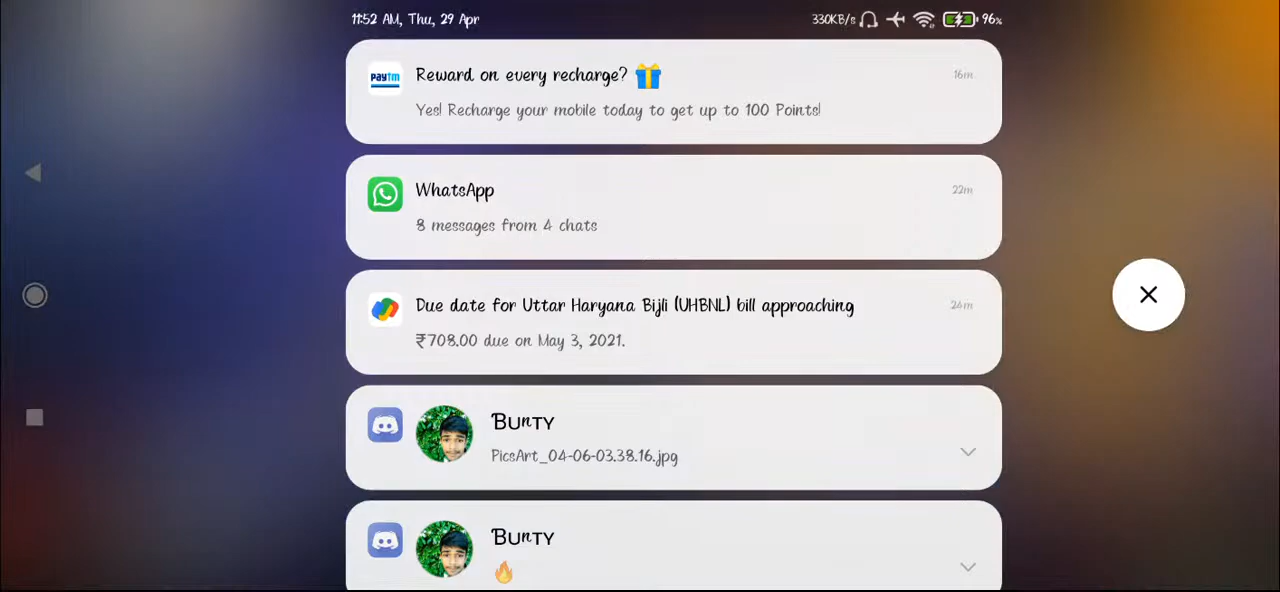 11:52 AM, Thu, 29 Apr
330KB/s 96%
paytm
Reward on every recharge? 🎁
16m
Yes! Recharge your mobile today to get up to 100 Points!
WhatsApp
22m
8 messages from 4 chats
Due date for Uttar Haryana Bijli (UHBNL) bill approaching
24m
₹708.00 due on May 3, 2021.
Bunty
PicsArt_04-06-03.38.16.jpg
Bunty
🔥